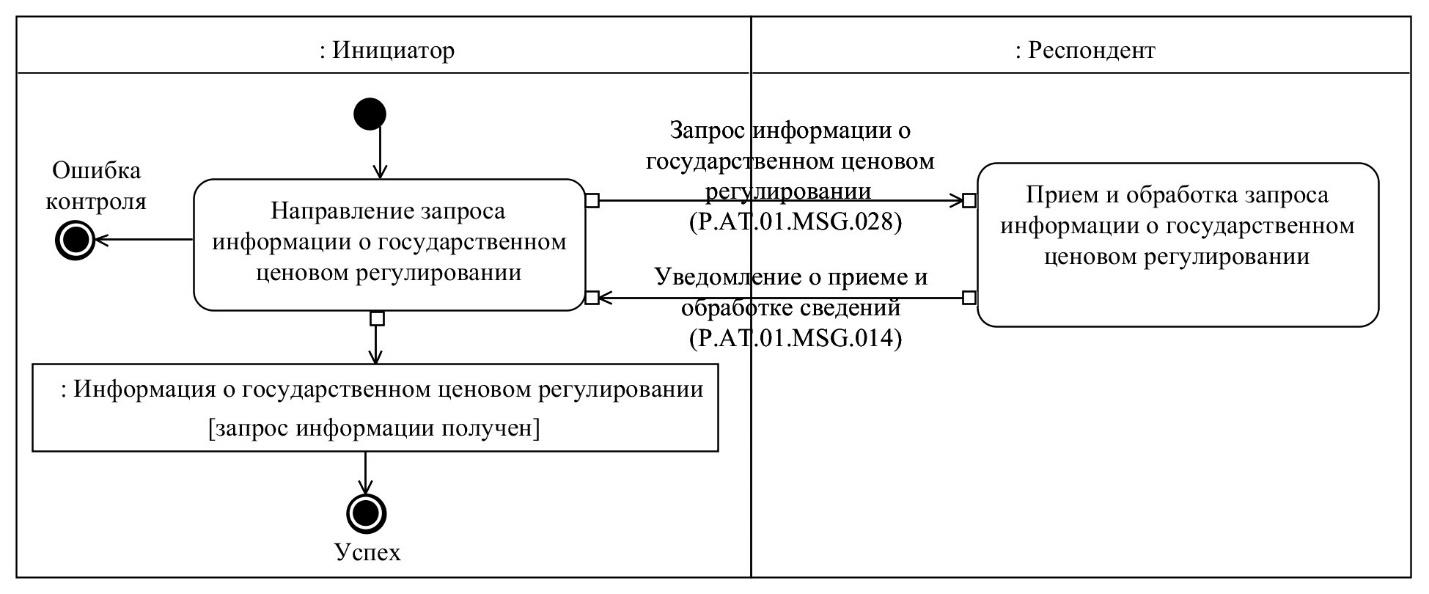 : Инициатор
: Респондент
Ошибка
контроля
Направление запроса
информации о государственном
ценовом регулировании
Запрос информации о
государственном ценовом
регулировании
(P.AT.01.MSG.028)
Прием и обработка запроса
информации о государственном
ценовом регулировании
Уведомление о приеме и
обработке сведений
(P.AT.01.MSG.014)
: Информация о государственном ценовом регулировании
[запрос информации получен]
Успех